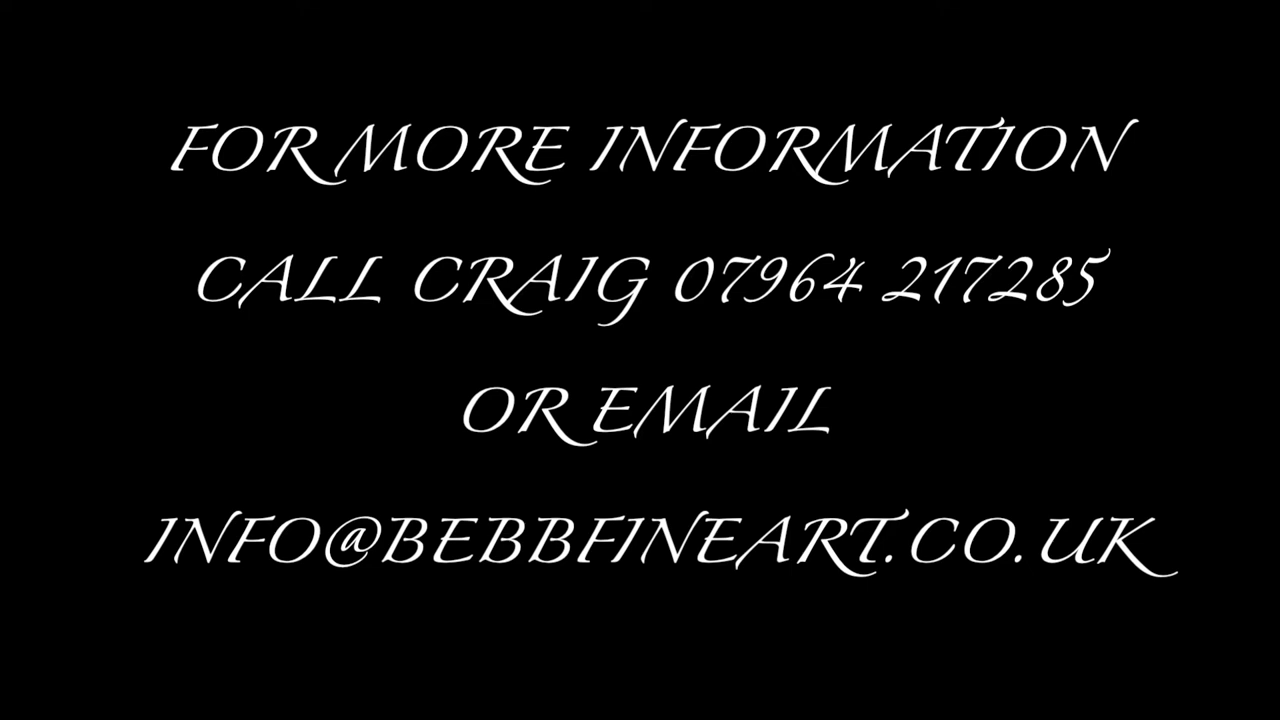 FOR MORE INFORMATION
CALL CRAIG 07964 217285
OR EMAIL
INFO@BEBBFINEART.CO.UK